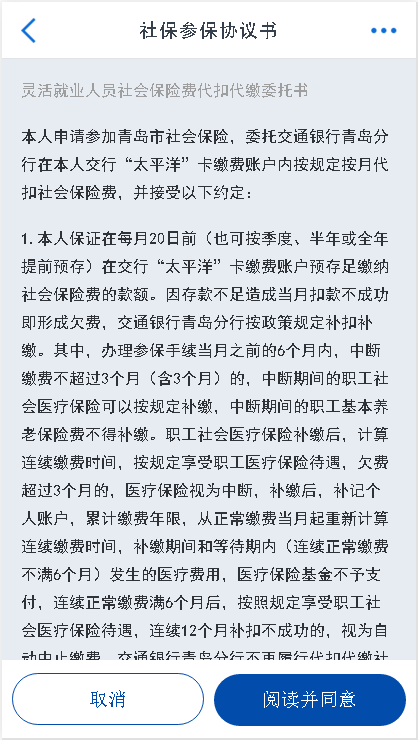 社保参保协议书
灵活就业人员社会保险费代扣代缴委托书
本人申请参加青岛市社会保险，委托交通银行青岛分
行在本人交行“太平洋”卡缴费账户内按规定按月代
扣社会保险费，并接受以下约定：
1. 本人保证在每月20日前（也可按季度、半年或全年
提前预存）在交行“太平洋”卡缴费账户预存足缴纳
社会保险费的款额。因存款不足造成当月扣款不成功
即形成欠费，交通银行青岛分行按政策规定补扣补
缴。其中，办理参保手续当月之前的6个月内，中断
缴费不超过3个月（含3个月）的，中断期间的职工社
会医疗保险可以按规定补缴，中断期间的职工基本养
老保险费不得补缴。职工社会医疗保险补缴后，计算
连续缴费时间，按规定享受职工医疗保险待遇，欠费
超过3个月的，医疗保险视为中断，补缴后，补记个
人账户，累计缴费年限，从正常缴费当月起重新计算
连续缴费时间，补缴期间和等待期内（连续正常缴费
不满6个月）发生的医疗费用，医疗保险基金不予支
付，连续正常缴费满6个月后，按照规定享受职工社
会医疗保险待遇，连续12个月补扣不成功的，视为自
动中止缴费，交通银行青岛分行不再履行代扣代缴社
取消
阅读并同意